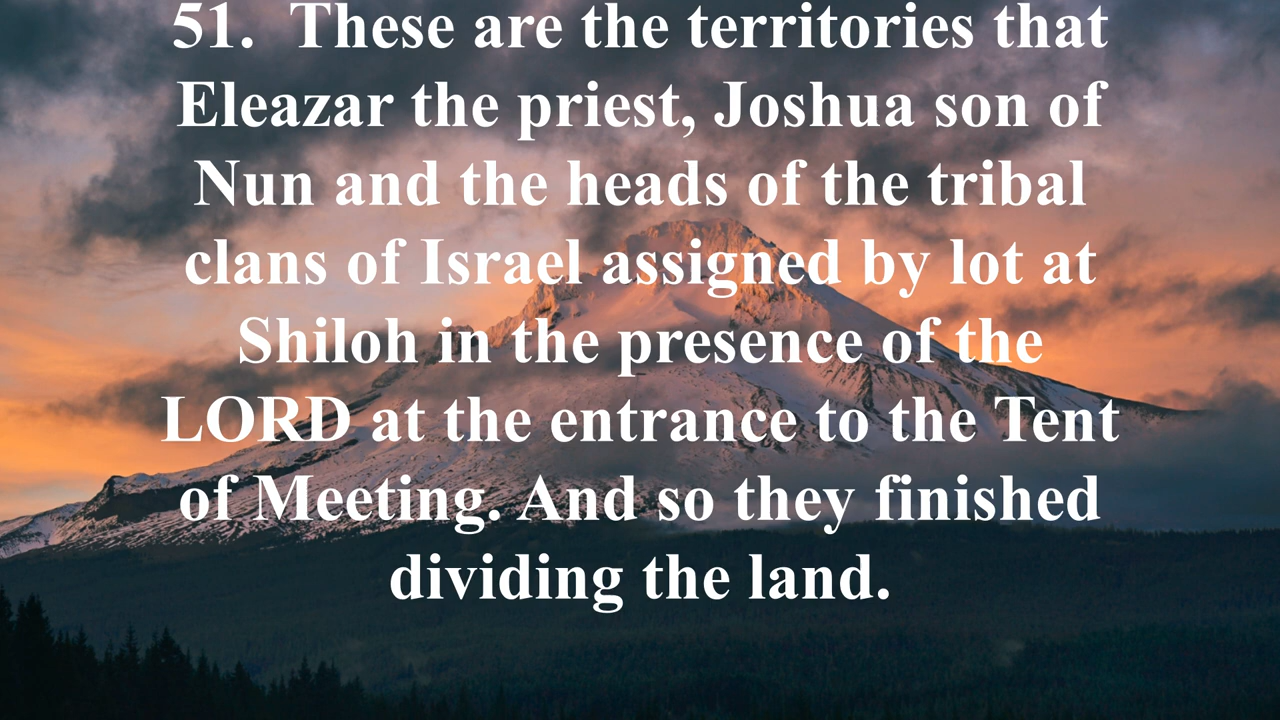 51.  These are the territories that
Eleazar the priest, Joshua son of
Nun and the heads of the tribal
clans of Israel assigned by lot at
Shiloh in the presence of the
LORD at the entrance to the Tent
of Meeting. And so they finished
dividing the land.